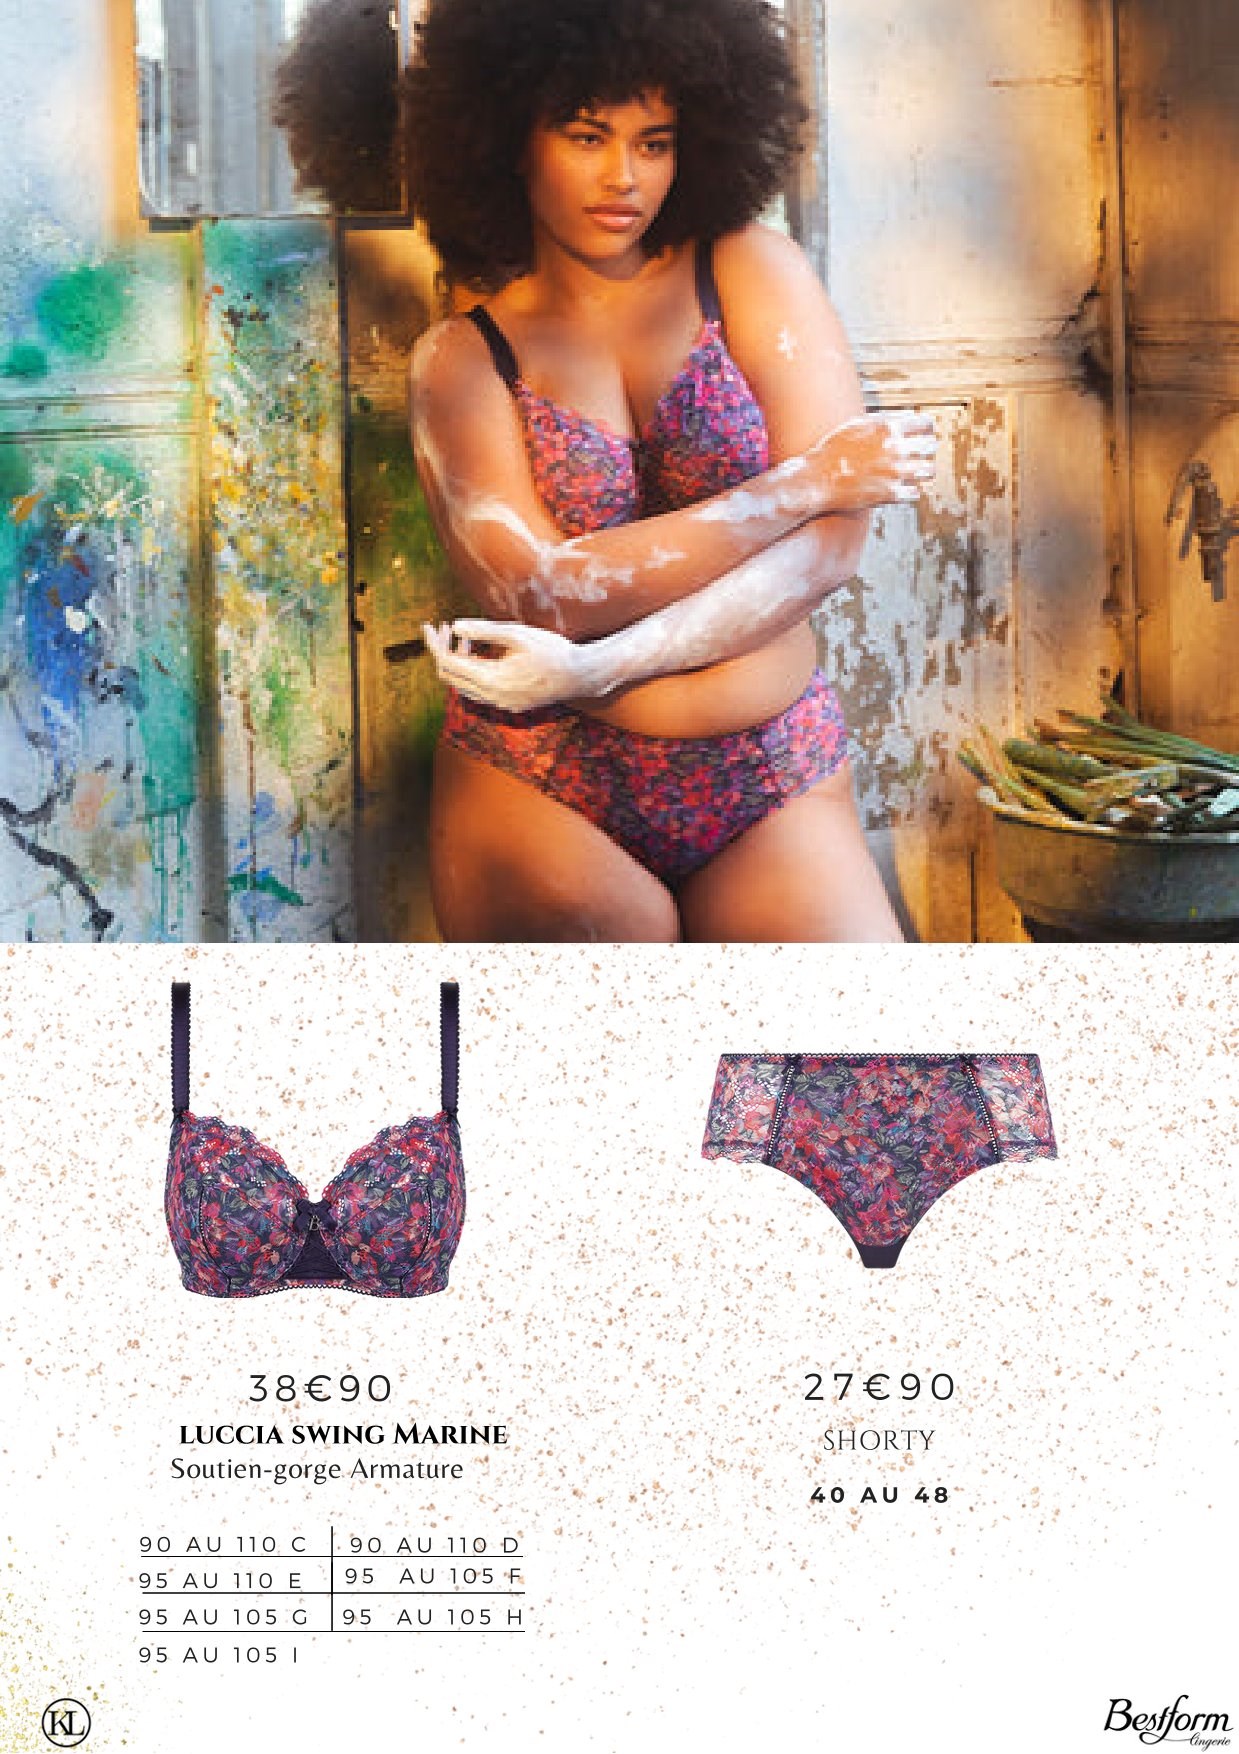 38€90
LUCCIA SWING MARINE
Soutien-gorge Armature
90 AU 110 C
90 AU 110 D
95 AU 110 E
95 AU 105 F
95 AU 105 G
95 AU 105 H
95 AU 105 I
27€90
SHORTY
40 AU 48
KL
Bestform
lingerie